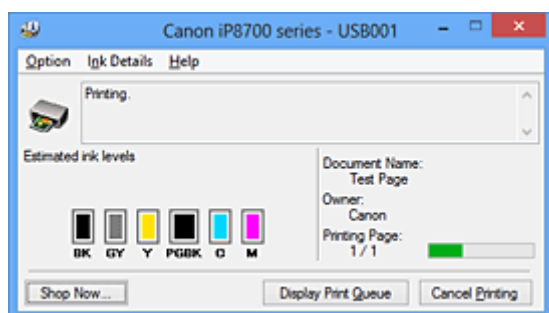 Canon iP8700 series - USB001
Option Ink Details Help
Printing.
Estimated ink levels
Document Name:
Test Page
Owner:
Canon
Printing Page:
1 / 1
BK GY Y PGBK C M
Shop Now... Display Print Queue Cancel Printing